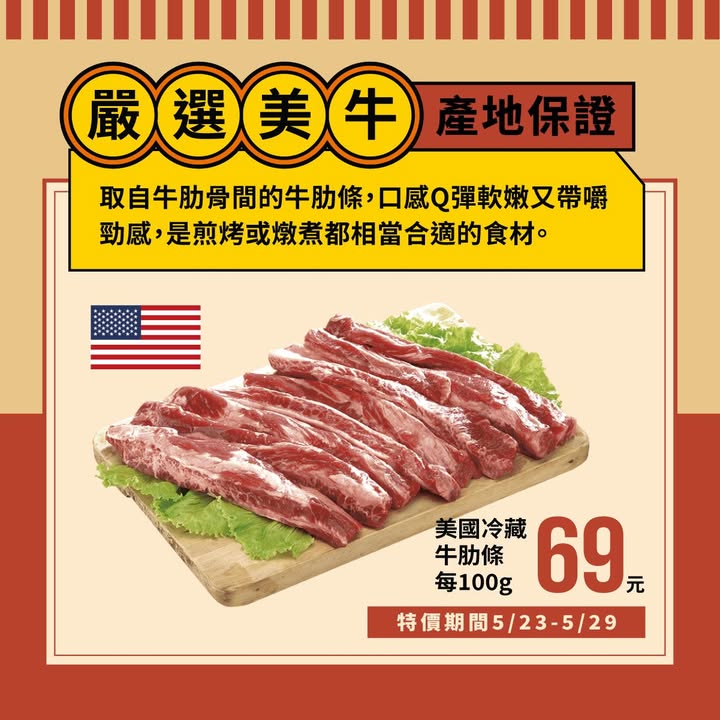 嚴選美牛 產地保證
取自牛肋骨間的牛肋條,口感Q彈軟嫩又帶嚼
勁感,是煎烤或燉煮都相當合適的食材。
美國冷藏
牛肋條
每100g
69元
特價期間5/23-5/29